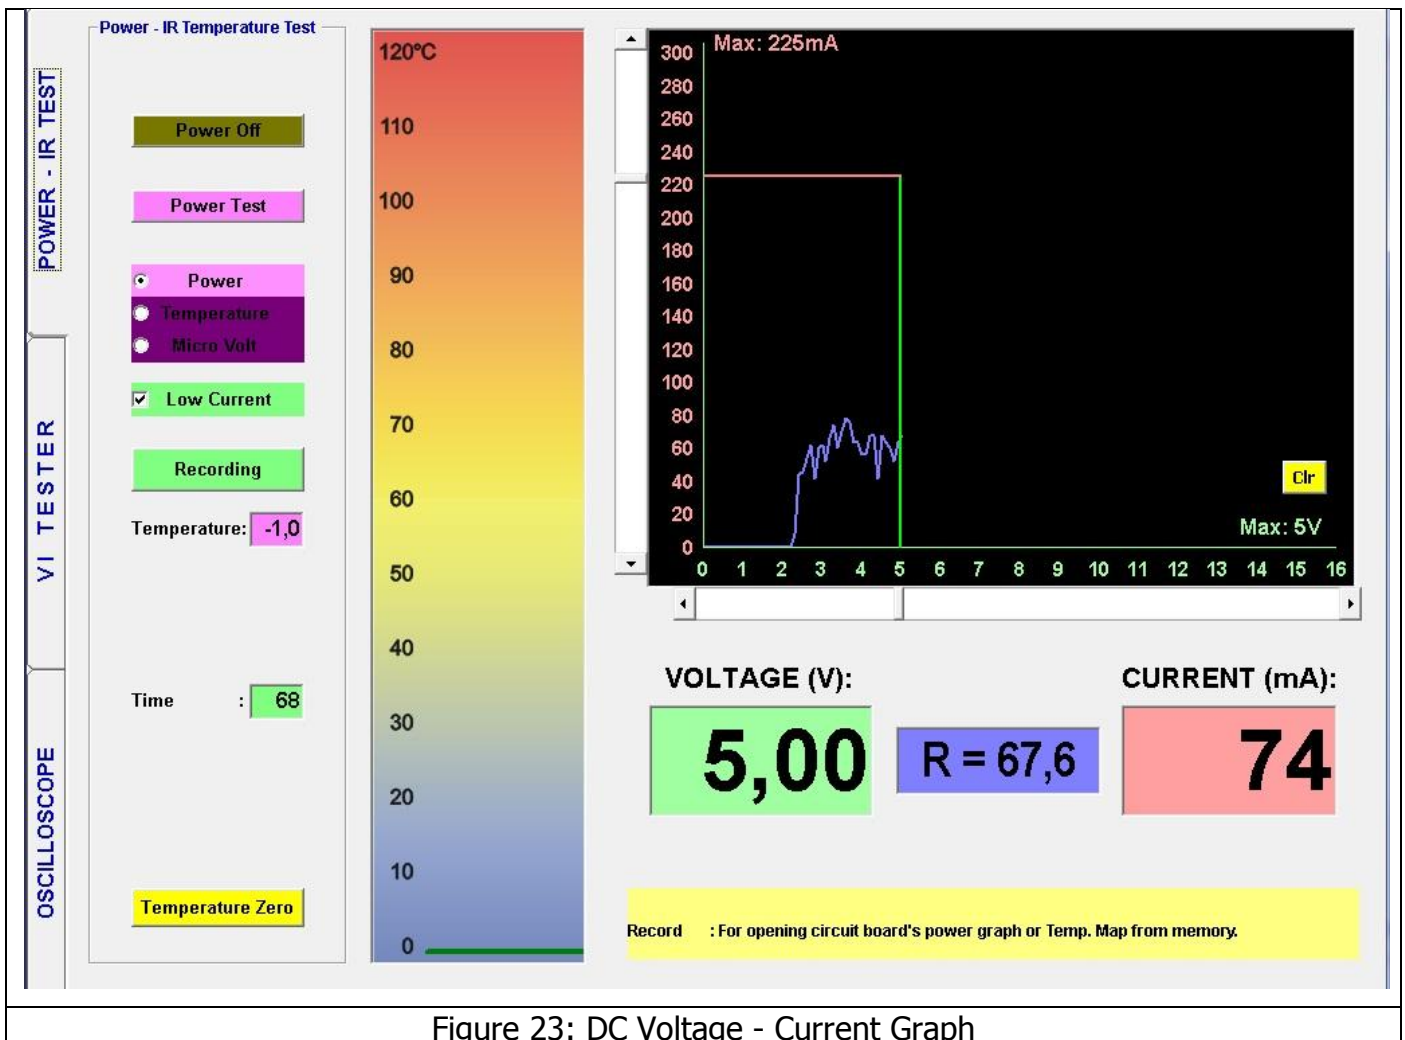 Power - IR Temperature Test
POWER - IR TEST
VI TESTER
OSCILLOSCOPE
Power Off
Power Test
Power
Temperature
Micro Volt
Low Current
Recording
Temperature: -1,0
Time : 68
Temperature Zero
120°C
110
100
90
80
70
60
50
40
30
20
10
0
Max: 225mA
300
280
260
240
220
200
180
160
140
120
100
80
60
40
20
0
Clr
Max: 5V
0 1 2 3 4 5 6 7 8 9 10 11 12 13 14 15 16
VOLTAGE (V):
5,00
R = 67,6
CURRENT (mA):
74
Record : For opening circuit board's power graph or Temp. Map from memory.
Figure 23: DC Voltage - Current Graph